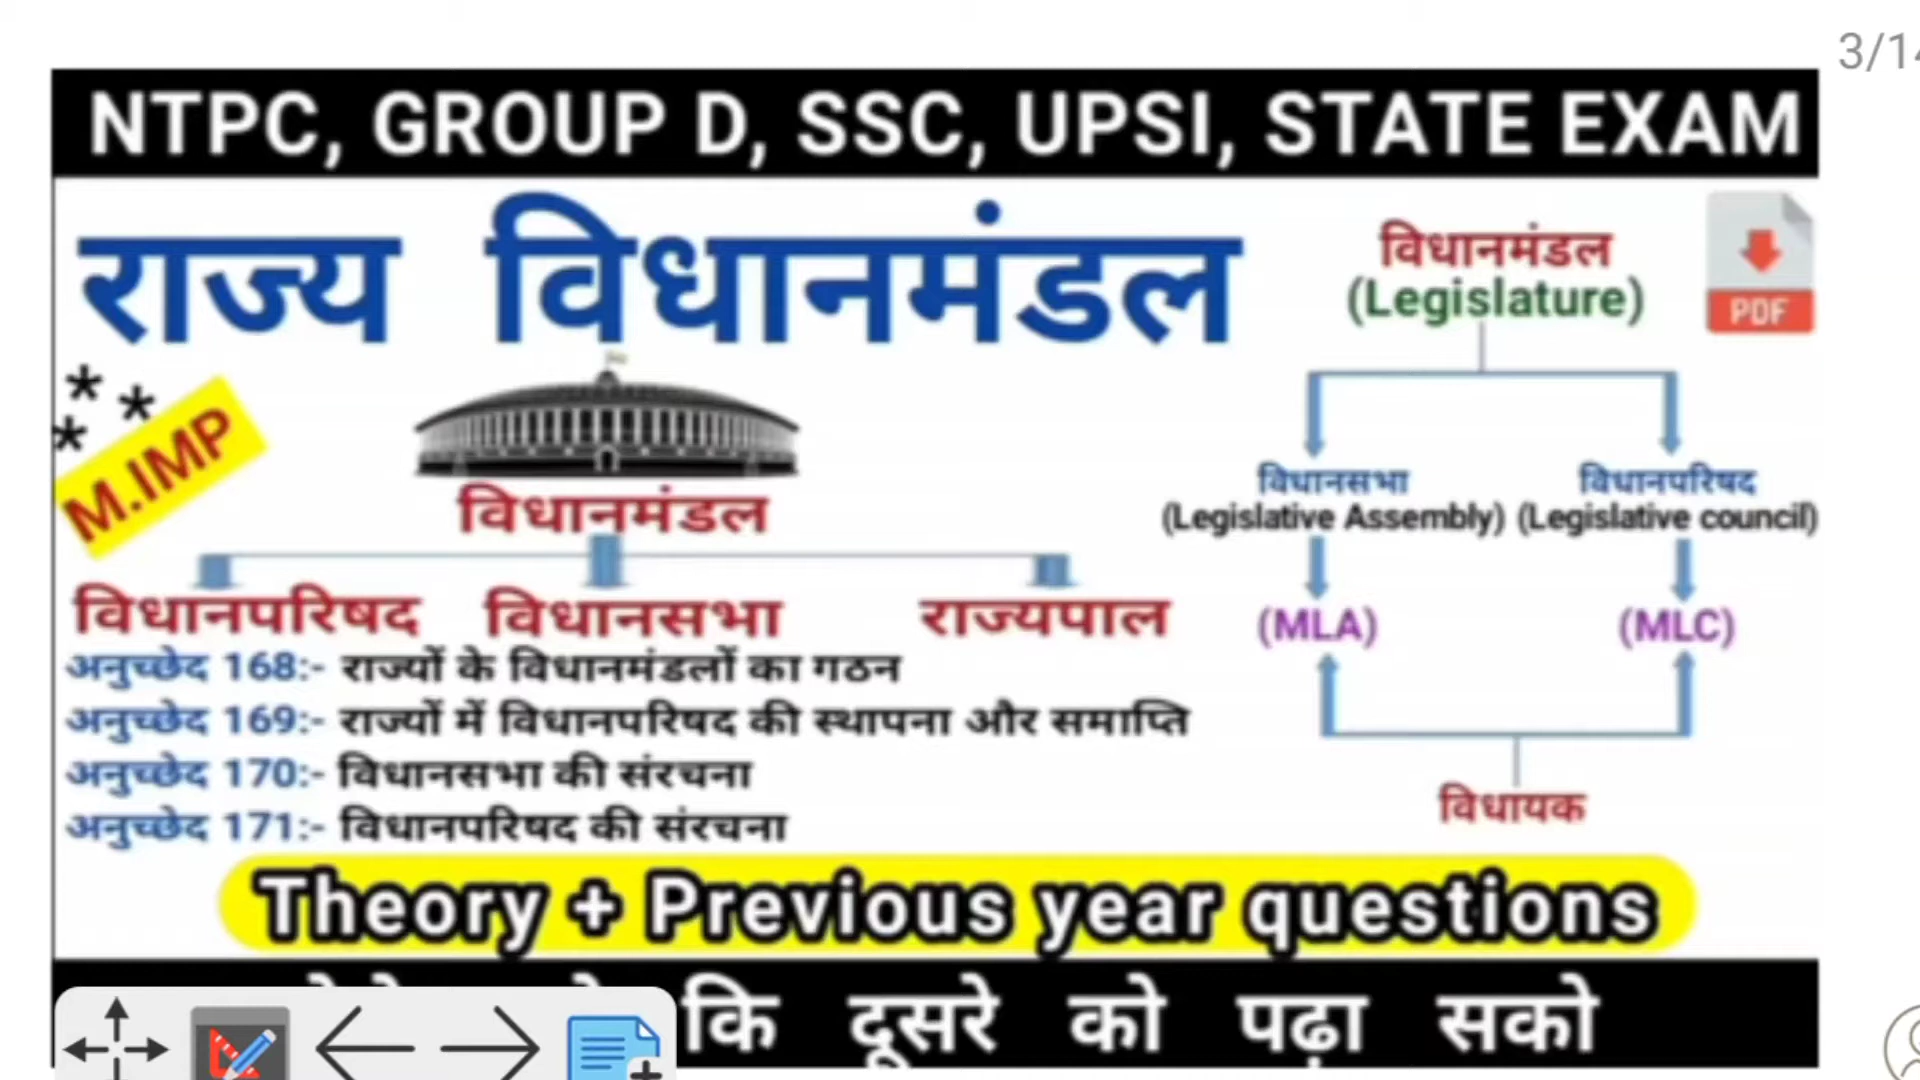 3/14
NTPC, GROUP D, SSC, UPSI, STATE EXAM
राज्य विधानमंडल
M.IMP
विधानमंडल
विधानपरिषद विधानसभा राज्यपाल
अनुच्छेद 168:- राज्यों के विधानमंडलों का गठन
अनुच्छेद 169:- राज्यों में विधानपरिषद की स्थापना और समाप्ति
अनुच्छेद 170:- विधानसभा की संरचना
अनुच्छेद 171:- विधानपरिषद की संरचना
विधानमंडल
(Legislature)
PDF
विधानसभा विधानपरिषद
(Legislative Assembly) (Legislative council)
(MLA) (MLC)
विधायक
Theory + Previous year questions
कि दूसरे को पढ़ा सको